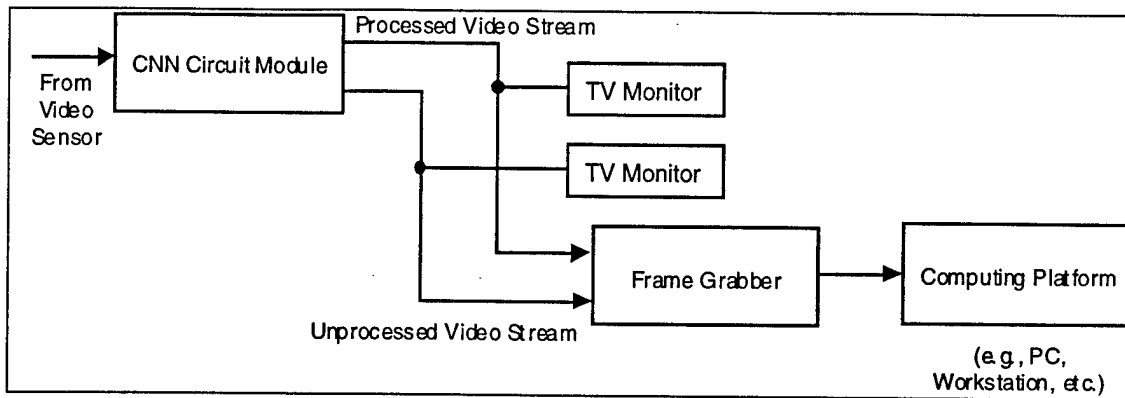 Processed Video Stream
CNN Circuit Module
From
Video
Sensor
TV Monitor
TV Monitor
Frame Grabber
Computing Platform
Unprocessed Video Stream
(e.g., PC,
Workstation, etc.)